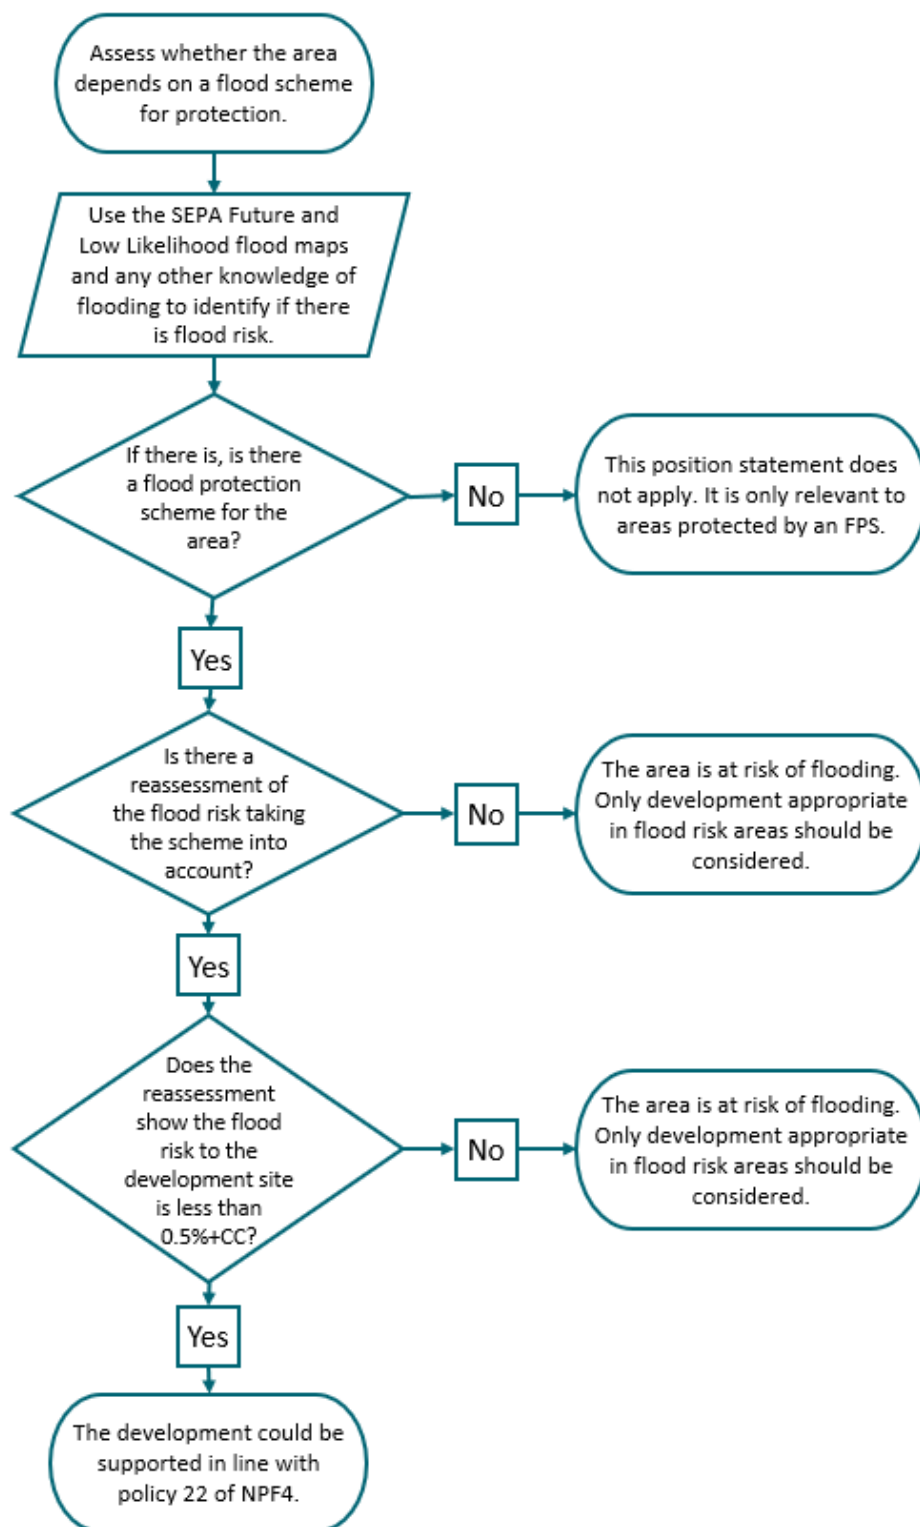 Assess whether the area
depends on a flood scheme
for protection.
Use the SEPA Future and
Low Likelihood flood maps
and any other knowledge of
flooding to identify if there
is flood risk.
If there is, is there
a flood protection
scheme for the
area?
No
This position statement does
not apply. It is only relevant to
areas protected by an FPS.
Yes
Is there a
reassessment of
the flood risk taking
the scheme into
account?
No
The area is at risk of flooding.
Only development appropriate
in flood risk areas should be
considered.
Yes
Does the
reassessment
show the flood
risk to the
development site
is less than
0.5%+CC?
No
The area is at risk of flooding.
Only development appropriate
in flood risk areas should be
considered.
Yes
The development could be
supported in line with
policy 22 of NPF4.